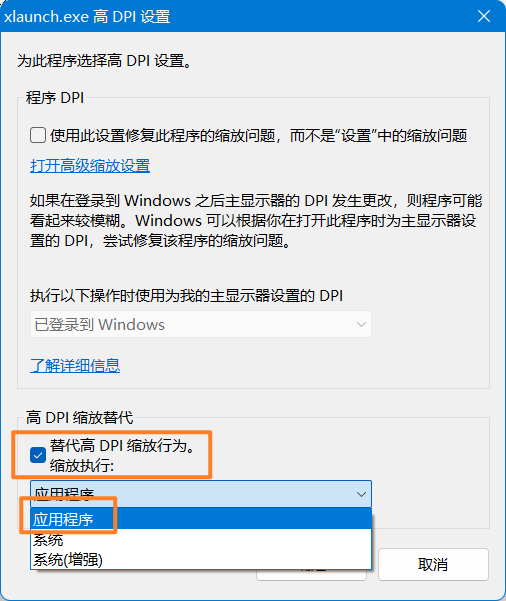 xlaunch.exe 高 DPI 设置
为此程序选择高 DPI 设置。
程序 DPI
使用此设置修复此程序的缩放问题，而不是“设置”中的缩放问题
打开高级缩放设置
如果在登录到 Windows 之后主显示器的 DPI 发生更改，则程序可能
看起来较模糊。Windows 可以根据你在打开此程序时为主显示器设
置的 DPI，尝试修复该程序的缩放问题。
执行以下操作时使用为我的主显示器设置的 DPI
已登录到 Windows
了解详细信息
高 DPI 缩放替代
替代高 DPI 缩放行为。
缩放执行:
应用程序
应用程序
系统
系统(增强)
取消